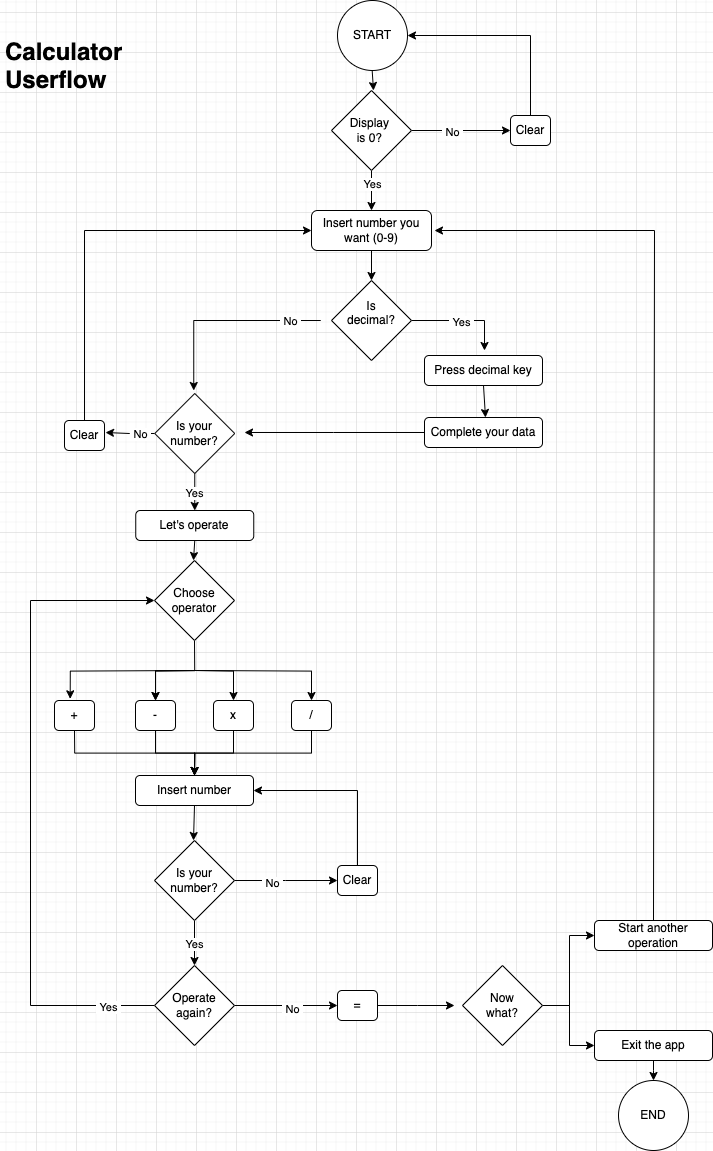 Calculator
Userflow
START
Display
is 0?
No
Clear
Yes
Insert number you
want (0-9)
Is
decimal?
No
Yes
Press decimal key
Complete your data
Is your
number?
No
Clear
Yes
Let's operate
Choose
operator
+
-
x
/
Insert number
Is your
number?
No
Clear
Yes
Operate
again?
Yes
No
=
Now
what?
Start another
operation
Exit the app
END